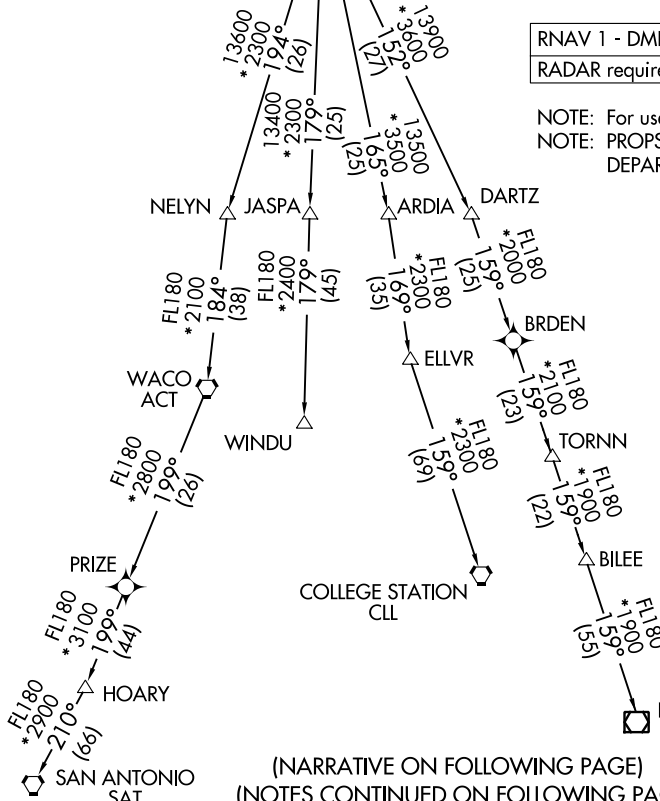 13600
*2300
194°
(26)
13400
*2300
179°
(25)
13500
*3500
165°
(25)
13900
*3600
152°
(27)
RNAV 1 - DM
RADAR require
NOTE: For use
NOTE: PROPS
DEPAR
NELYN
JASPA
ARDIA
DARTZ
FL180
*2100
184°
(38)
FL180
*2400
179°
(45)
FL180
*2300
169°
(35)
FL180
*2000
159°
(25)
BRDEN
ELLVR
WACO
ACT
WINDU
FL180
*2100
159°
(23)
TORNN
FL180
*2800
199°
(26)
FL180
*2300
159°
(69)
FL180
*1900
159°
(22)
BILEE
PRIZE
COLLEGE STATION
CLL
FL180
*3100
199°
(44)
FL180
*1900
159°
(55)
HOARY
FL180
*2900
210°
(66)
SAN ANTONIO
SAT
(NARRATIVE ON FOLLOWING PAGE)
(NOTES CONTINUED ON FOLLOWING PAG